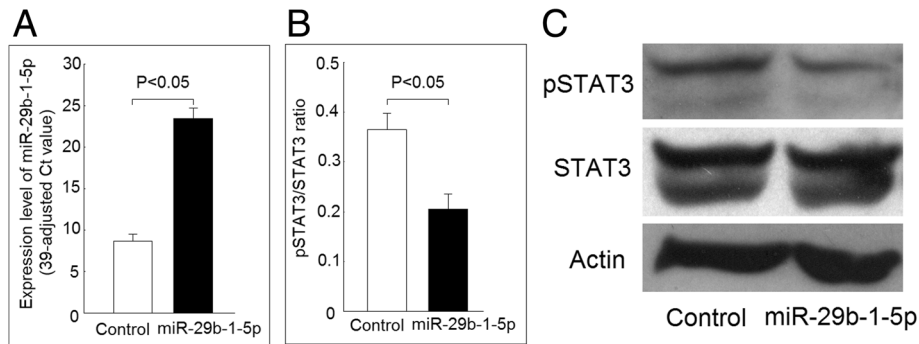 A
Expression level of miR-29b-1-5p
(39-adjusted Ct value)
30
25
20
15
10
5
0
P<0.05
Control
miR-29b-1-5p
B
pSTAT3/STAT3 ratio
0.5
0.4
0.3
0.2
0.1
0
P<0.05
Control
miR-29b-1-5p
C
pSTAT3
STAT3
Actin
Control
miR-29b-1-5p